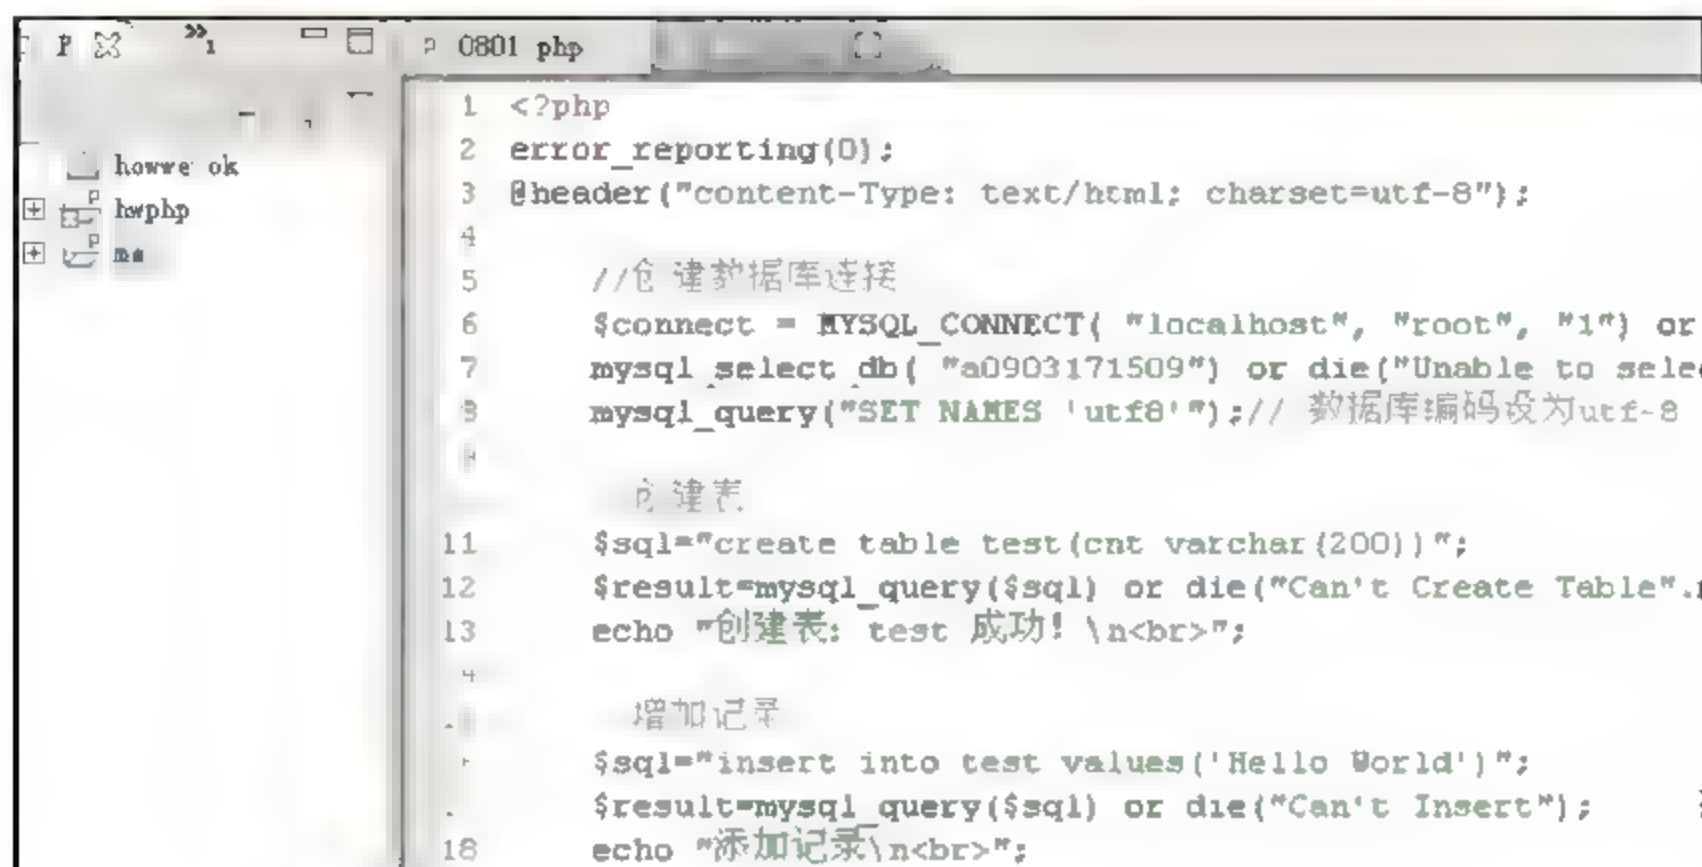 0801 php
howwe ok
hwphp
ma
1 <?php
2 error_reporting(0);
3 @header("content-Type: text/html; charset=utf-8");
4
5 //创建数据库连接
6 $connect = MYSQL_CONNECT( "localhost", "root", "1") or
7 mysql_select_db( "a0903171509") or die("Unable to sele
8 mysql_query("SET NAMES 'utf8'");// 数据库编码设为utf-8
创建表
11 $sql="create table test(cnt varchar(200))";
12 $result=mysql_query($sql) or die("Can't Create Table".
13 echo "创建表: test 成功! \n<br>";
增加记录
$sql="insert into test values('Hello World')";
$result=mysql_query($sql) or die("Can't Insert");
18 echo "添加记录\n<br>";